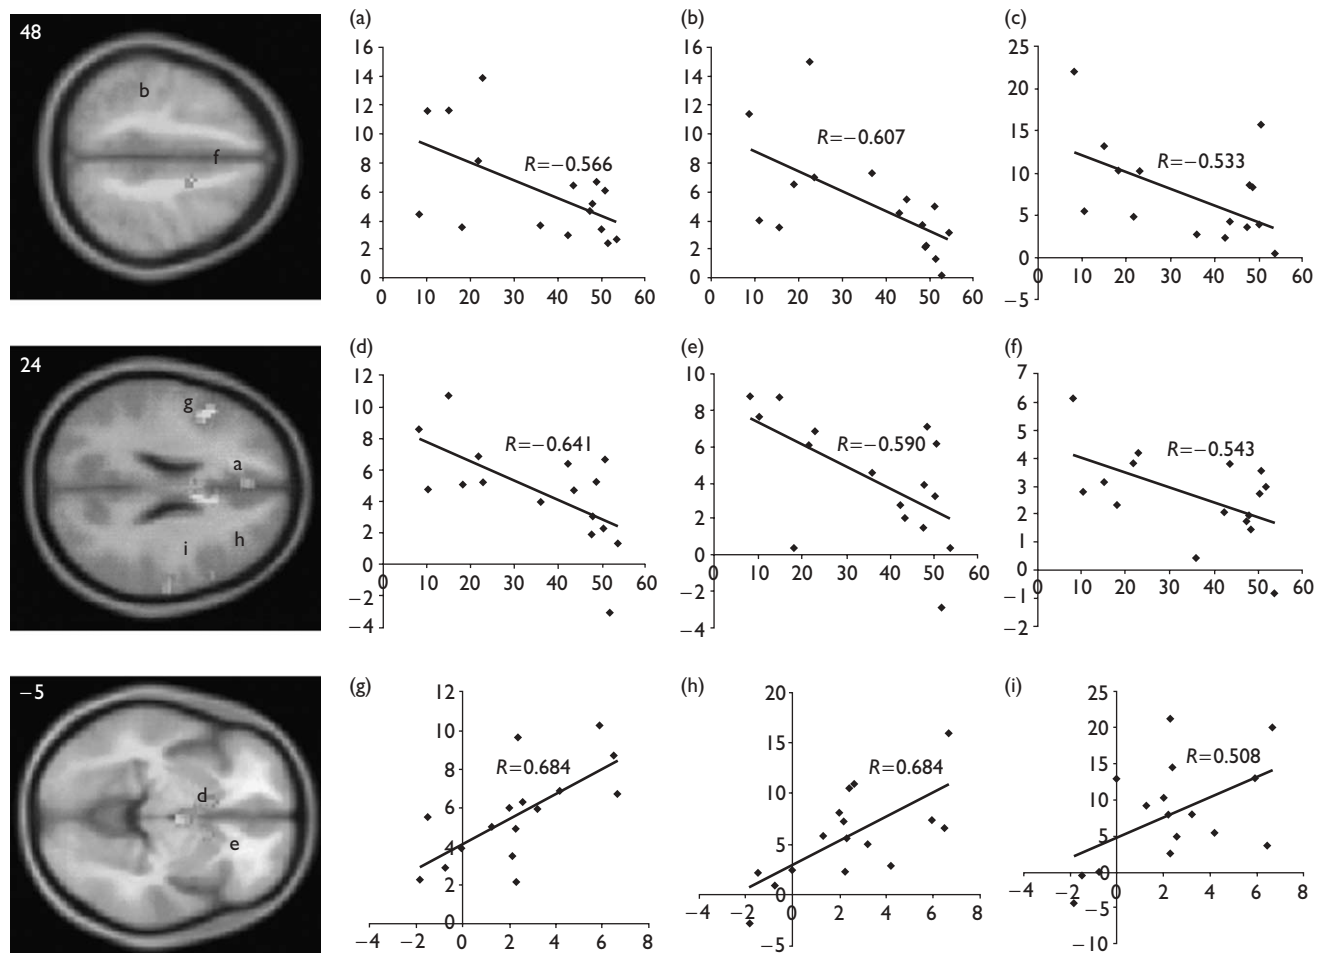 48
b
f
(a)
16
14
12
10
8
6
4
2
0
0 10 20 30 40 50 60
R=−0.566
(b)
16
14
12
10
8
6
4
2
0
0 10 20 30 40 50 60
R=−0.607
(c)
25
20
15
10
5
0
−5
0 10 20 30 40 50 60
R=−0.533
24
g
a
i
h
(d)
12
10
8
6
4
2
0
−2
−4
0 10 20 30 40 50 60
R=−0.641
(e)
10
8
6
4
2
0
−2
−4
0 10 20 30 40 50 60
R=−0.590
(f)
7
6
5
4
3
2
1
0
−1
−2
0 10 20 30 40 50 60
R=−0.543
−5
d
e
(g)
12
10
8
6
4
2
0
−4 −2 0 2 4 6 8
R=0.684
(h)
20
15
10
5
0
−5
−4 −2 0 2 4 6 8
R=0.684
(i)
25
20
15
10
5
0
−5
−10
−4 −2 0 2 4 6 8
R=0.508